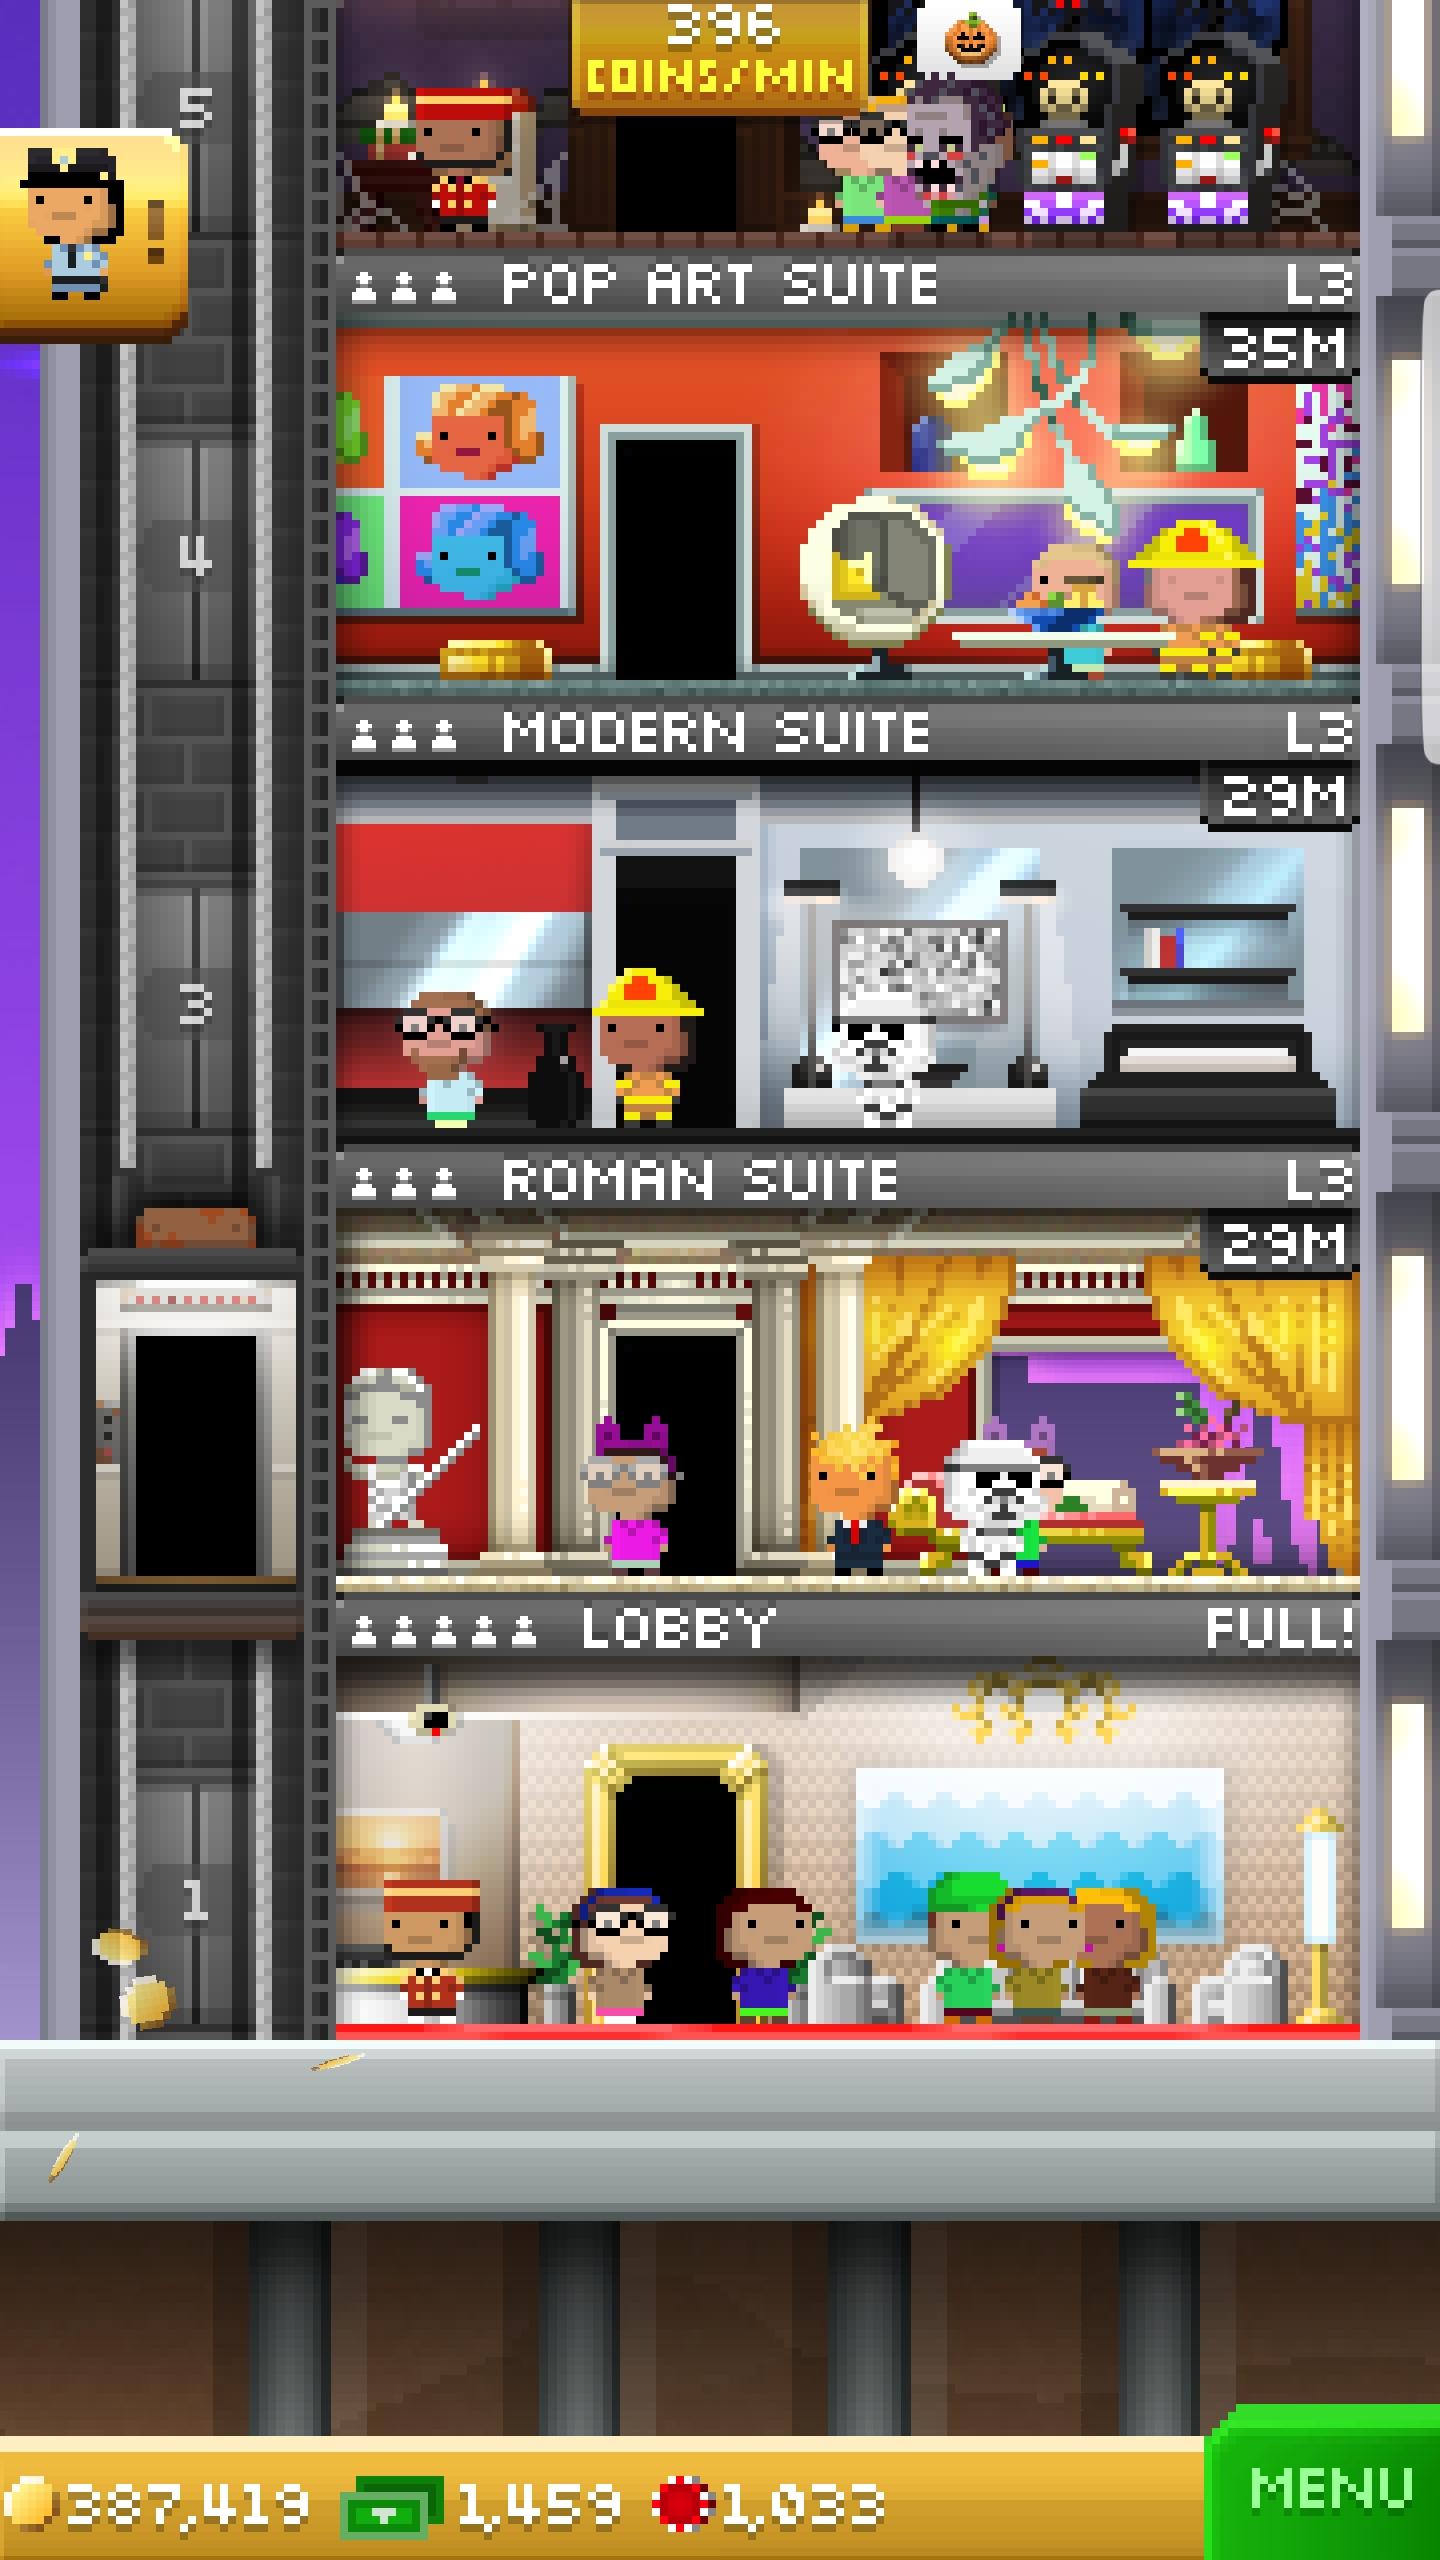 396
COINS/MIN
5
!
POP ART SUITE L3
35M
4
MODERN SUITE L3
29M
3
ROMAN SUITE L3
29M
LOBBY FULL!
1
387,419 1,459 1,033
MENU